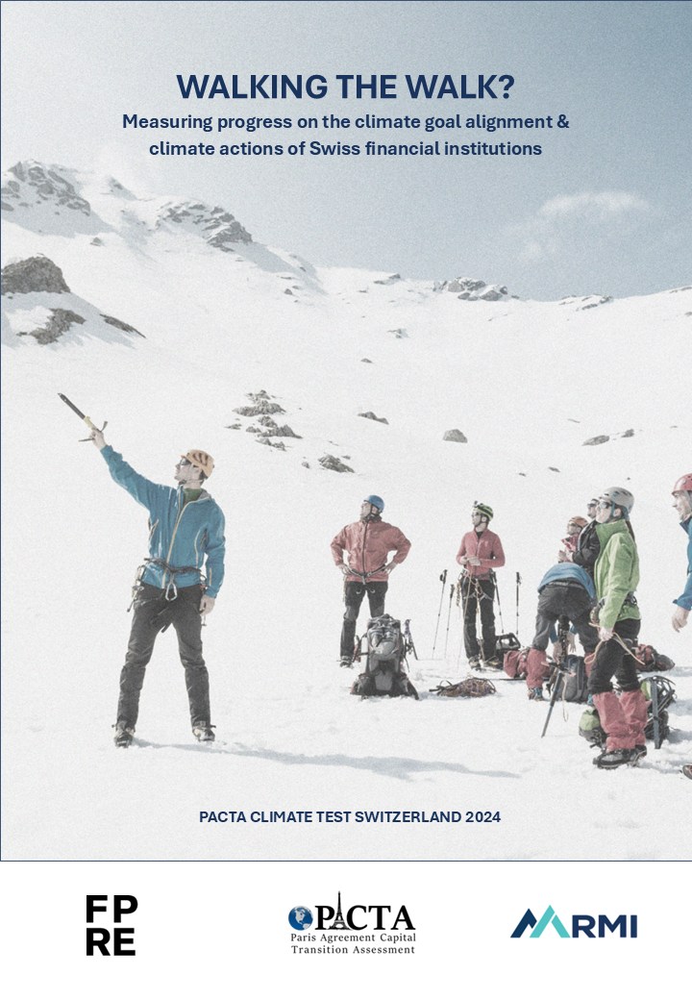 WALKING THE WALK?
Measuring progress on the climate goal alignment &
climate actions of Swiss financial institutions
PACTA CLIMATE TEST SWITZERLAND 2024
FP
RE
PACTA
Paris Agreement Capital
Transition Assessment
RMI